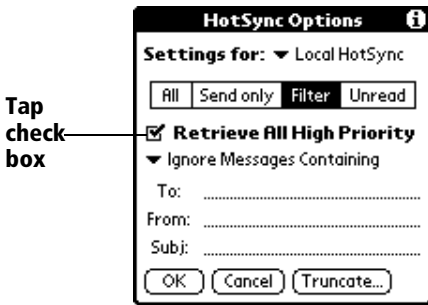 HotSync Options i
Settings for: Local HotSync
All Send only Filter Unread
Tap
check
box
Retrieve All High Priority
Ignore Messages Containing
To:
From:
Subj:
OK Cancel Truncate...